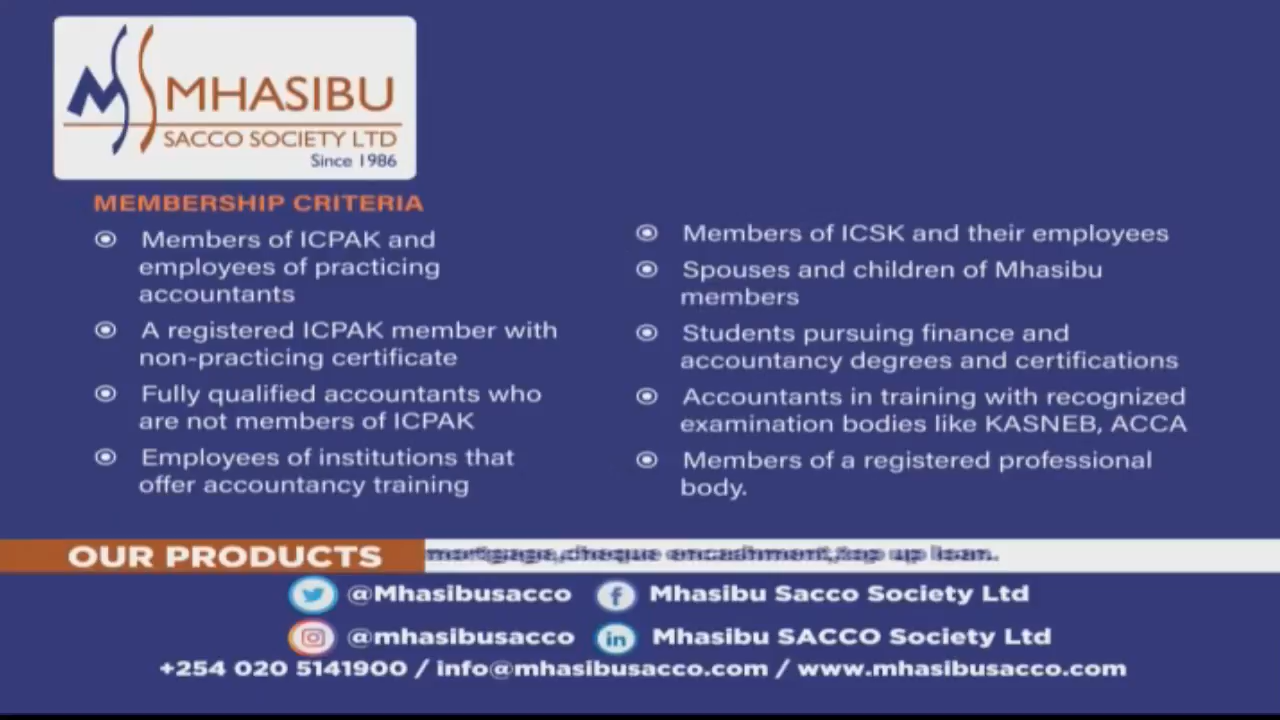 MHASIBU
SACCO SOCIETY LTD
Since 1986
MEMBERSHIP CRITERIA
Members of ICPAK and
employees of practicing
accountants
A registered ICPAK member with
non-practicing certificate
Fully qualified accountants who
are not members of ICPAK
Employees of institutions that
offer accountancy training
Members of ICSK and their employees
Spouses and children of Mhasibu
members
Students pursuing finance and
accountancy degrees and certifications
Accountants in training with recognized
examination bodies like KASNEB, ACCA
Members of a registered professional
body.
OUR PRODUCTS mortgage,cheque encashment,top up loan.
@Mhasibusacco Mhasibu Sacco Society Ltd
@mhasibusacco Mhasibu SACCO Society Ltd
+254 020 5141900 / info@mhasibusacco.com / www.mhasibusacco.com